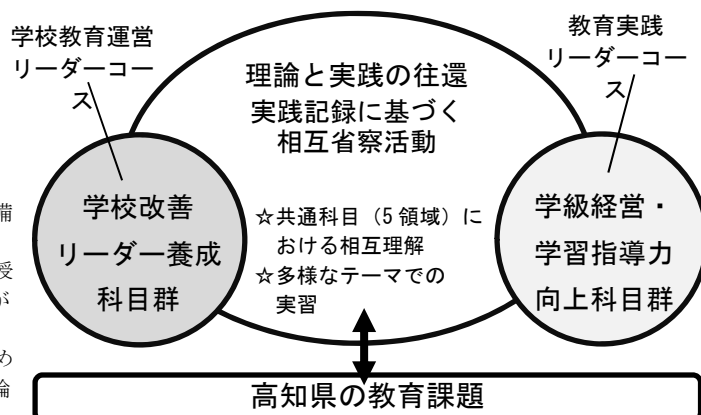 学校教育運営
リーダーコー
ス
教育実践
リーダーコー
ス
理論と実践の往還
実践記録に基づく
相互省察活動
学校改善
リーダー養成
科目群
☆共通科目（5 領域）に
おける相互理解
☆多様なテーマでの
実習
学級経営・
学習指導力
向上科目群
備
授
が
め
論
高知県の教育課題